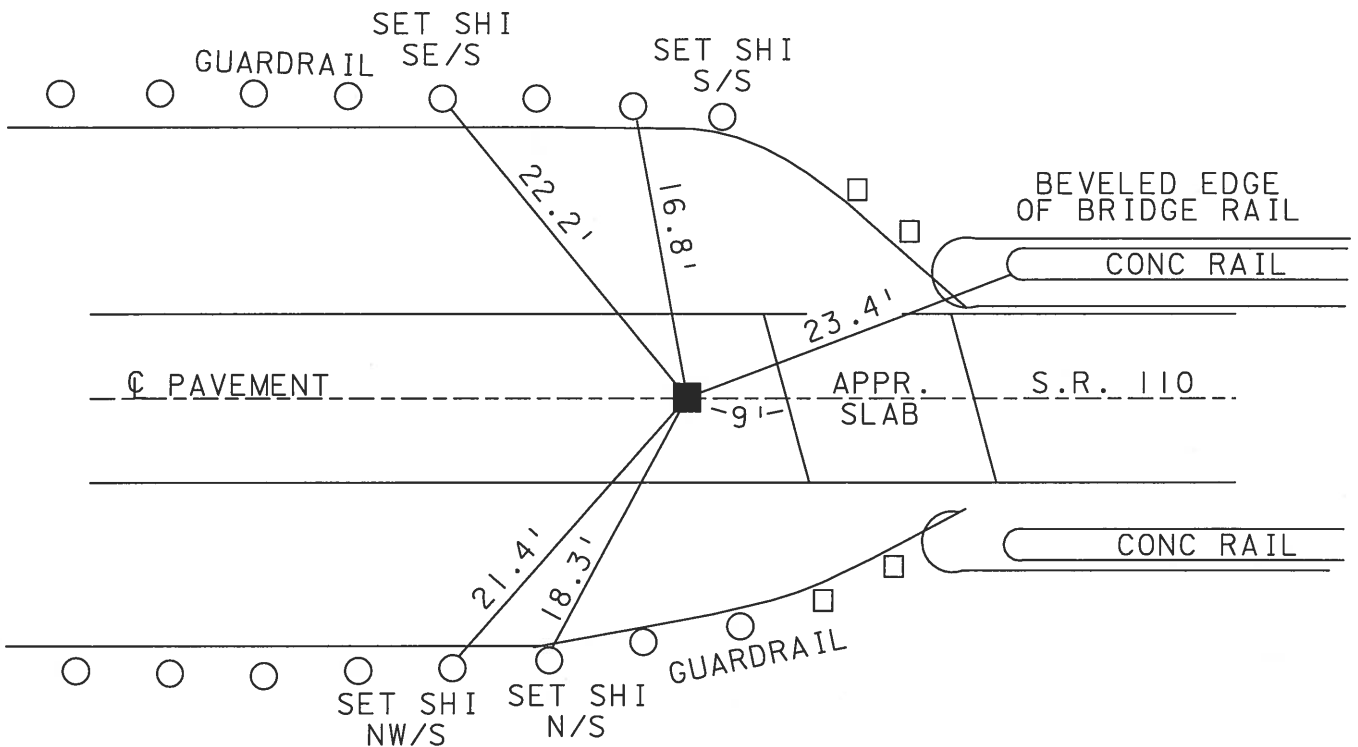 SET SHI
SE/S
GUARDRAIL
SET SHI
S/S
22.2'
16.8'
BEVELED EDGE
OF BRIDGE RAIL
CONC RAIL
23.4'
℄ PAVEMENT
9'
APPR.
SLAB
S.R. 110
21.4'
18.3'
CONC RAIL
GUARDRAIL
SET SHI
NW/S
SET SHI
N/S